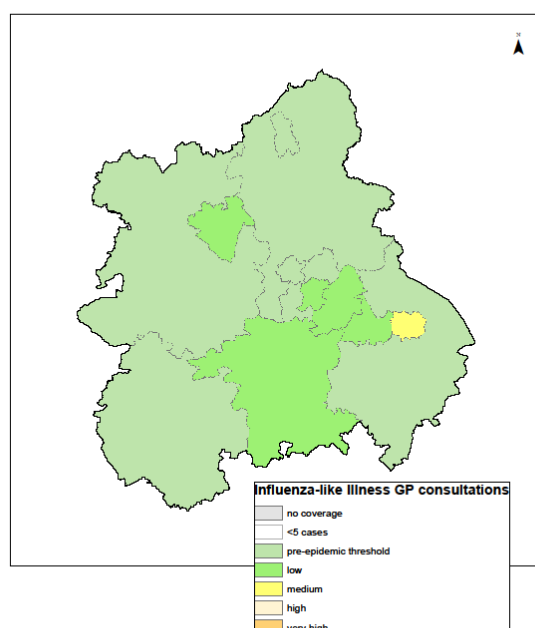 N
Influenza-like Illness GP consultations
no coverage
<5 cases
pre-epidemic threshold
low
medium
high
very high